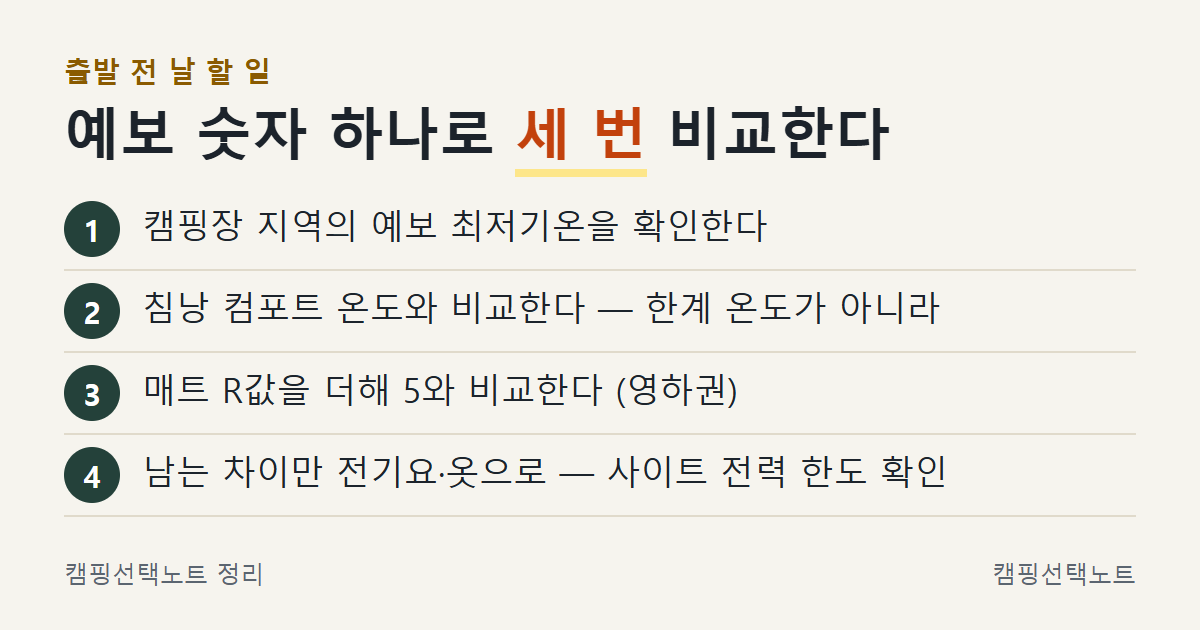 출발 전 날 할 일
예보 숫자 하나로 세 번 비교한다
1 캠핑장 지역의 예보 최저기온을 확인한다
2 침낭 컴포트 온도와 비교한다 — 한계 온도가 아니라
3 매트 R값을 더해 5와 비교한다 (영하권)
4 남는 차이만 전기요·옷으로 — 사이트 전력 한도 확인
캠핑선택노트 정리
캠핑선택노트